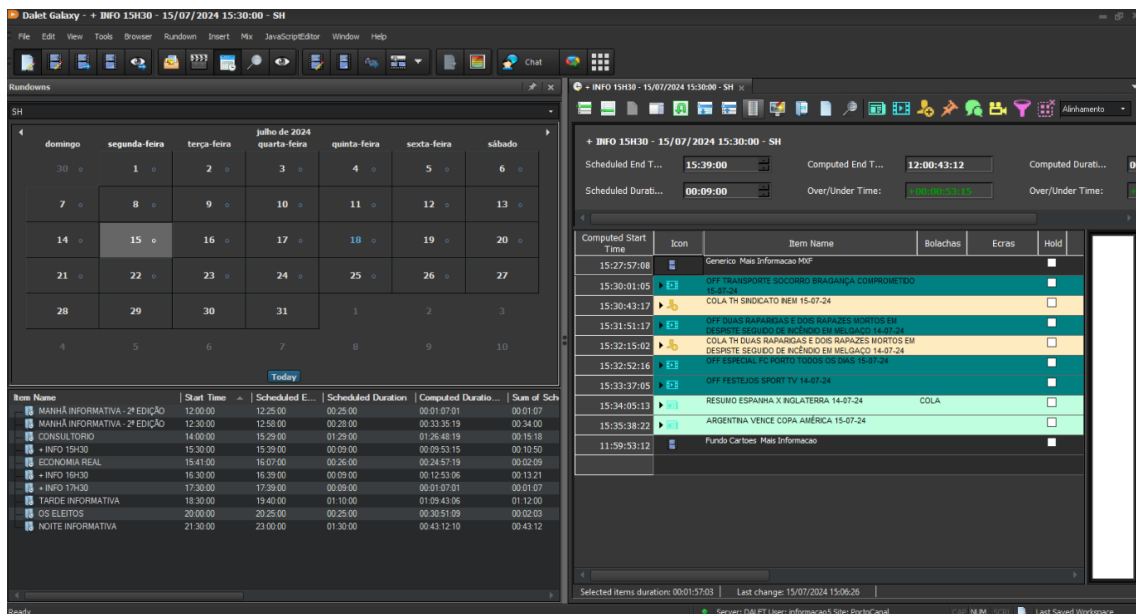 Dalet Galaxy - + INFO 15H30 - 15/07/2024 15:30:00 - SH
File Edit View Tools Browser Rundown Insert Mix JavaScriptEditor Window Help
Chat
Rundowns
SH
julho de 2024
domingo segunda-feira terça-feira quarta-feira quinta-feira sexta-feira sábado
30 1 2 3 4 5 6
7 8 9 10 11 12 13
14 15 16 17 18 19 20
21 22 23 24 25 26 27
28 29 30 31 1 2 3
4 5 6 7 8 9 10
Today
Item Name Start Time Scheduled E... Scheduled Duration Computed Duratio... Sum of Sch
MANHÃ INFORMATIVA - 2ª EDIÇÃO 12:00:00 12:25:00 00:25:00 00:01:07:01 00:01:07
MANHÃ INFORMATIVA - 2ª EDIÇÃO 12:30:00 12:58:00 00:28:00 00:33:35:19 00:34:00
CONSULTORIO 14:00:00 15:29:00 01:29:00 01:26:48:19 00:15:18
+ INFO 15H30 15:30:00 15:39:00 00:09:00 00:09:53:15 00:10:50
ECONOMIA REAL 15:41:00 16:07:00 00:26:00 00:24:57:19 00:02:09
+ INFO 16H30 16:30:00 16:39:00 00:09:00 00:12:53:06 00:13:21
+ INFO 17H30 17:30:00 17:39:00 00:09:00 00:01:07:01 00:01:07
TARDE INFORMATIVA 18:30:00 19:40:00 01:10:00 01:09:43:06 01:12:00
OS ELEITOS 20:00:00 20:25:00 00:25:00 00:30:51:09 00:02:03
NOITE INFORMATIVA 21:30:00 23:00:00 01:30:00 00:43:12:10 00:43:12
Ready
+ INFO 15H30 - 15/07/2024 15:30:00 - SH
Alinhamento
+ INFO 15H30 - 15/07/2024 15:30:00 - SH
Scheduled End T... 15:39:00 Computed End T... 12:00:43:12 Computed Durati...
Scheduled Durati... 00:09:00 Over/Under Time: +00:00:53:15 Over/Under Time:
Computed Start Time Icon Item Name Bolachas Ecras Hold
15:27:57:08 Generico Mais Informacao MXF
15:30:01:05 OFF TRANSPORTE SOCORRO BRAGANÇA COMPROMETIDO
15-07-24
15:30:43:17 COLA TH SINDICATO INEM 15-07-24
15:31:51:17 OFF DUAS RAPARIGAS E DOIS RAPAZES MORTOS EM
DESPISTE SEGUIDO DE INCÊNDIO EM MELGAÇO 14-07-24
15:32:15:02 COLA TH DUAS RAPARIGAS E DOIS RAPAZES MORTOS EM
DESPISTE SEGUIDO DE INCÊNDIO EM MELGAÇO 14-07-24
15:32:52:16 OFF ESPECIAL FC PORTO TODOS OS DIAS 15-07-24
15:33:37:05 OFF FESTEJOS SPORT TV 14-07-24
15:34:05:13 RESUMO ESPANHA X INGLATERRA 14-07-24 COLA
15:35:38:22 ARGENTINA VENCE COPA AMÉRICA 15-07-24
11:59:53:12 Fundo Cartoes Mais Informacao
Selected items duration: 00:01:57:03 Last change: 15/07/2024 15:06:26
Server: DALET User: informacao5 Site: PortoCanal CAP NUM SCRL Last Saved Workspace